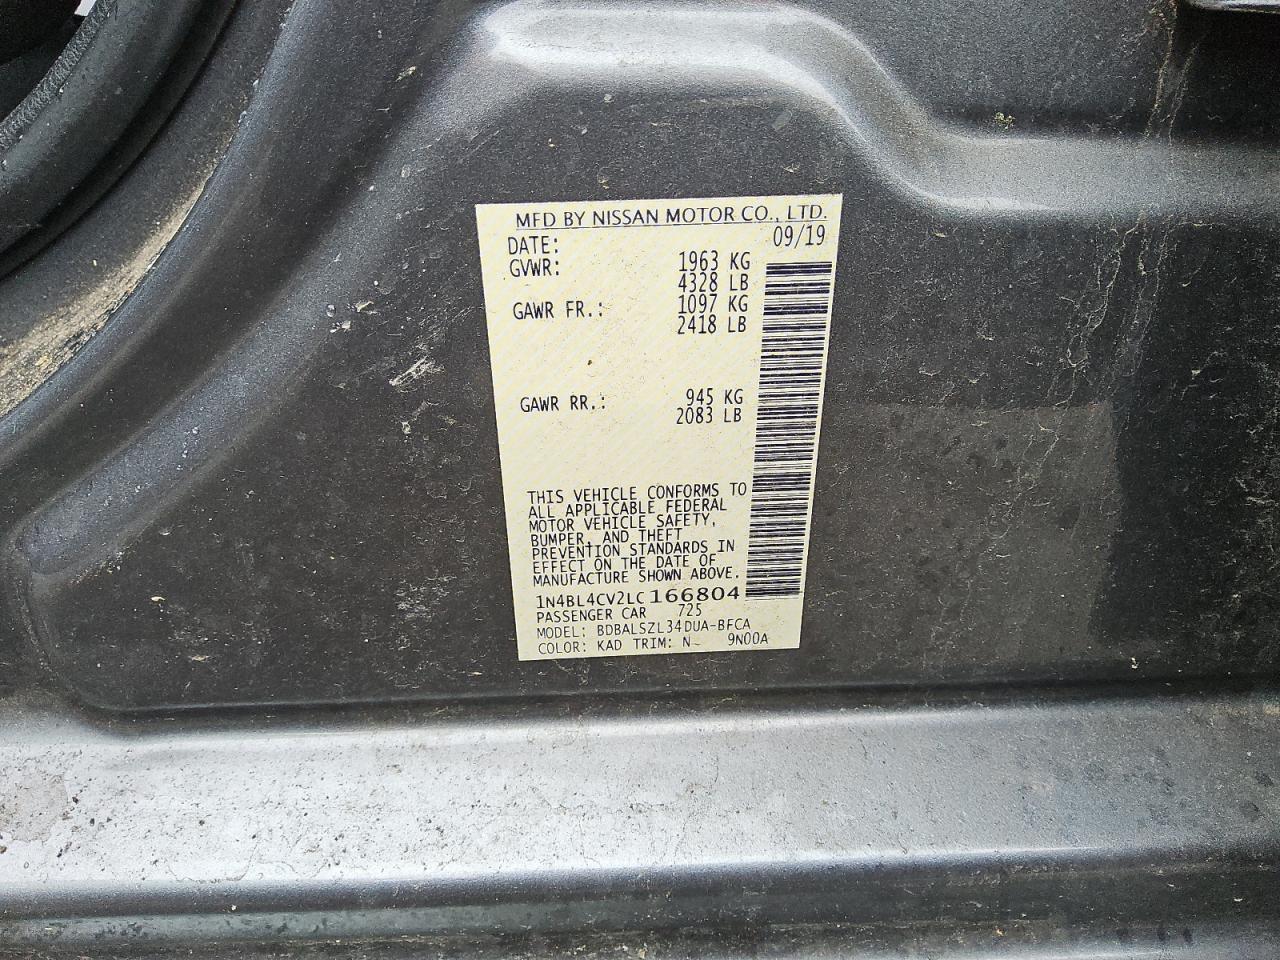 MFD BY NISSAN MOTOR CO., LTD.
DATE: 09/19
GVWR: 1963 KG
4328 LB
GAWR FR.: 1097 KG
2418 LB
GAWR RR.: 945 KG
2083 LB
THIS VEHICLE CONFORMS TO
ALL APPLICABLE FEDERAL
MOTOR VEHICLE SAFETY,
BUMPER, AND THEFT
PREVENTION STANDARDS IN
EFFECT ON THE DATE OF
MANUFACTURE SHOWN ABOVE.
1N4BL4CV2LC166804
PASSENGER CAR 725
MODEL: BDBALSZL34DUA-BFCA
COLOR: KAD TRIM: N 9N00A